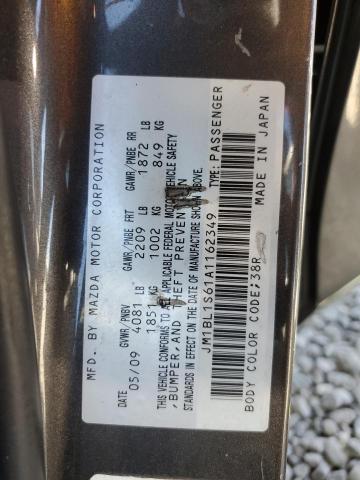 MFD. BY MAZDA MOTOR CORPORATION
DATE GVWR/PNBV GAWR/PNBE FRT GAWR/PNBE RR
05/09 4081 LB 2209 LB 1872 LB
1851 1002 KG 849 KG
THIS VEHICLE CONFORMS TO ALL APPLICABLE FEDERAL MOTOR VEHICLE SAFETY
, BUMPER, AND THEFT PREVENTION
STANDARDS IN EFFECT ON THE DATE OF MANUFACTURE SHOWN ABOVE.
JM1BL1S61A1162349 TYPE: PASSENGER
BODY COLOR CODE;38R MADE IN JAPAN